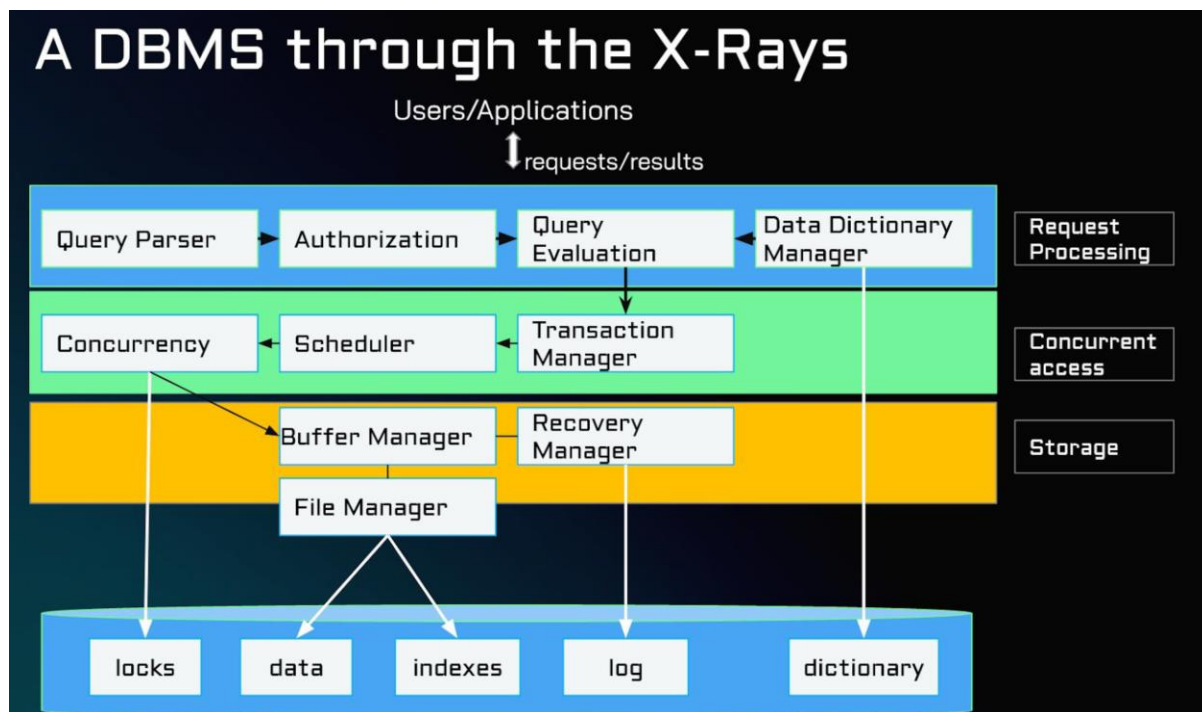 A DBMS through the X-Rays
Users/Applications
requests/results
Query Parser
Authorization
Query
Evaluation
Data Dictionary
Manager
Request
Processing
Concurrency
Scheduler
Transaction
Manager
Concurrent
access
Buffer Manager
Recovery
Manager
Storage
File Manager
locks
data
indexes
log
dictionary